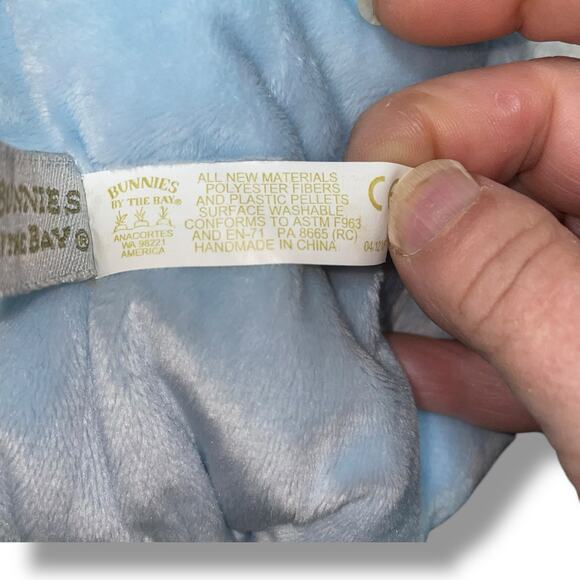 BUNNIES
BY THE BAY®
BUNNIES
BY THE BAY®
ANACORTES
WA 98221
AMERICA
ALL NEW MATERIALS
POLYESTER FIBERS
AND PLASTIC PELLETS
SURFACE WASHABLE
CONFORMS TO ASTM F963
AND EN-71 PA 8665 (RC)
HANDMADE IN CHINA